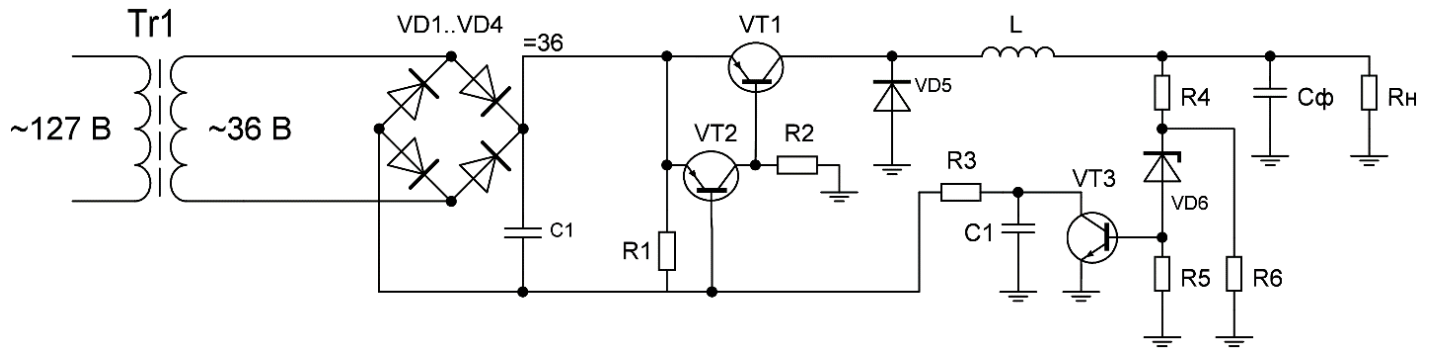 Tr1
VD1..VD4
=36
VT1
L
~127 В
~36 В
VD5
R4
Cф
Rн
VT2
R2
R3
VT3
VD6
C1
R1
C1
R5
R6